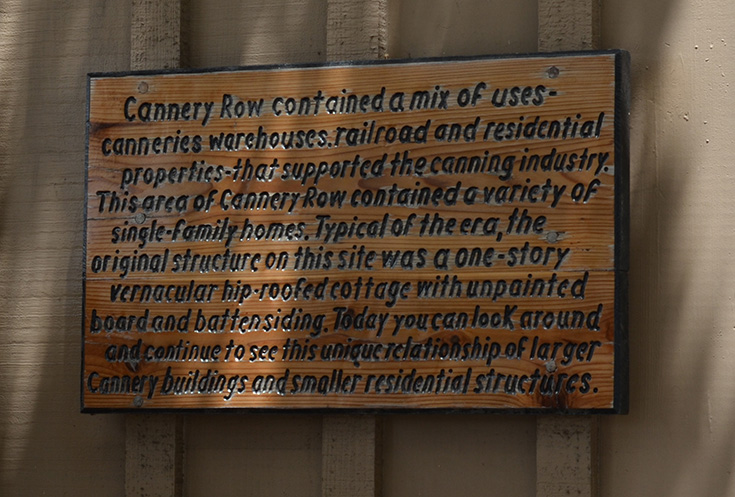 Cannery Row contained a mix of uses-
canneries warehouses, railroad and residential
properties-that supported the canning industry.
This area of Cannery Row contained a variety of
single-family homes. Typical of the era, the
original structure on this site was a one-story
vernacular hip-roofed cottage with unpainted
board and batten siding. Today you can look around
and continue to see this unique relationship of larger
Cannery buildings and smaller residential structures.